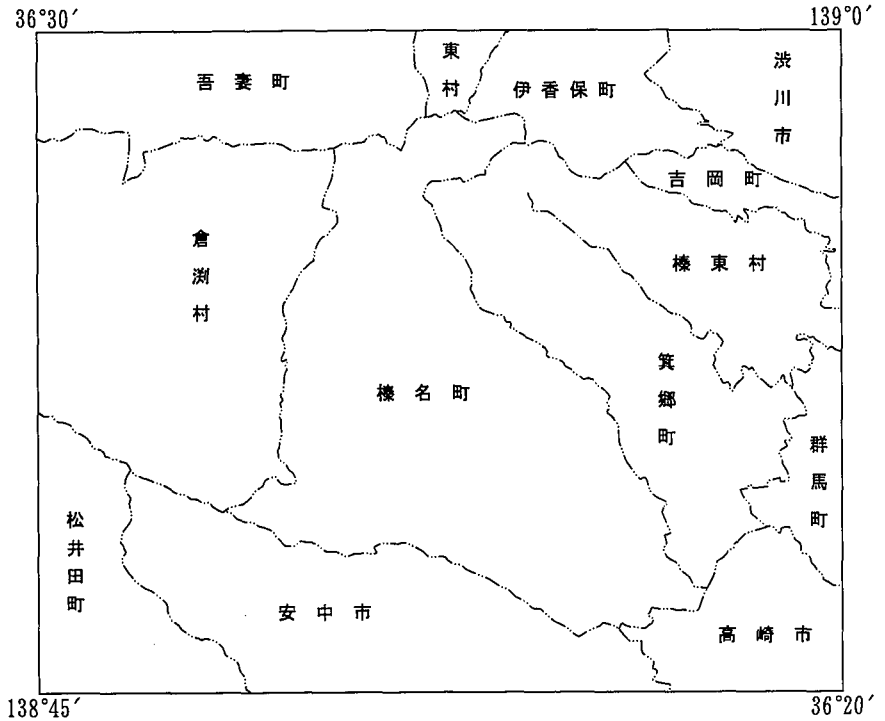 36°30′
139°0′
吾妻町
東村
伊香保町
渋川市
吉岡町
倉渕村
榛東村
榛名町
箕郷町
群馬町
松井田町
安中市
高崎市
138°45′
36°20′